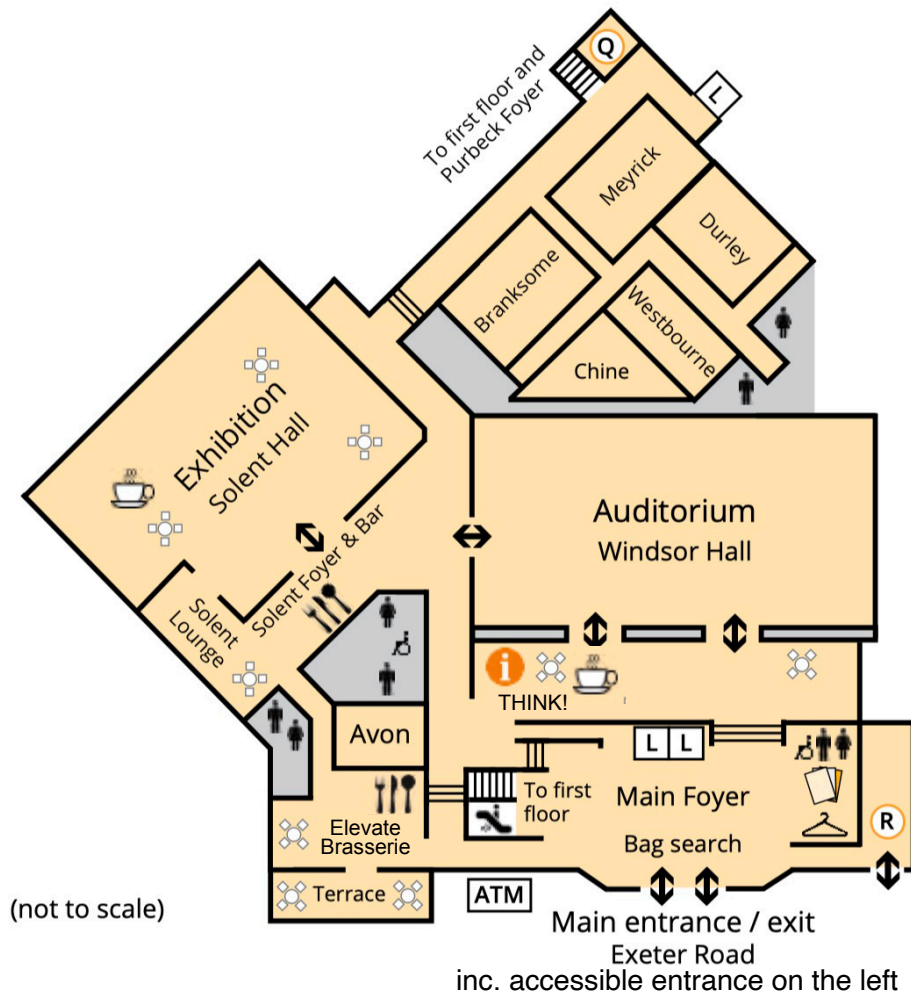 Q
To first floor and
Purbeck Foyer
L
Meyrick
Durley
Branksome
Westbourne
Chine
Exhibition
Solent Hall
Auditorium
Windsor Hall
Solent Foyer & Bar
Solent
Lounge
i
THINK!
Avon
L L
To first
floor
Main Foyer
R
Elevate
Brasserie
Bag search
Terrace
ATM
(not to scale)
Main entrance / exit
Exeter Road
inc. accessible entrance on the left